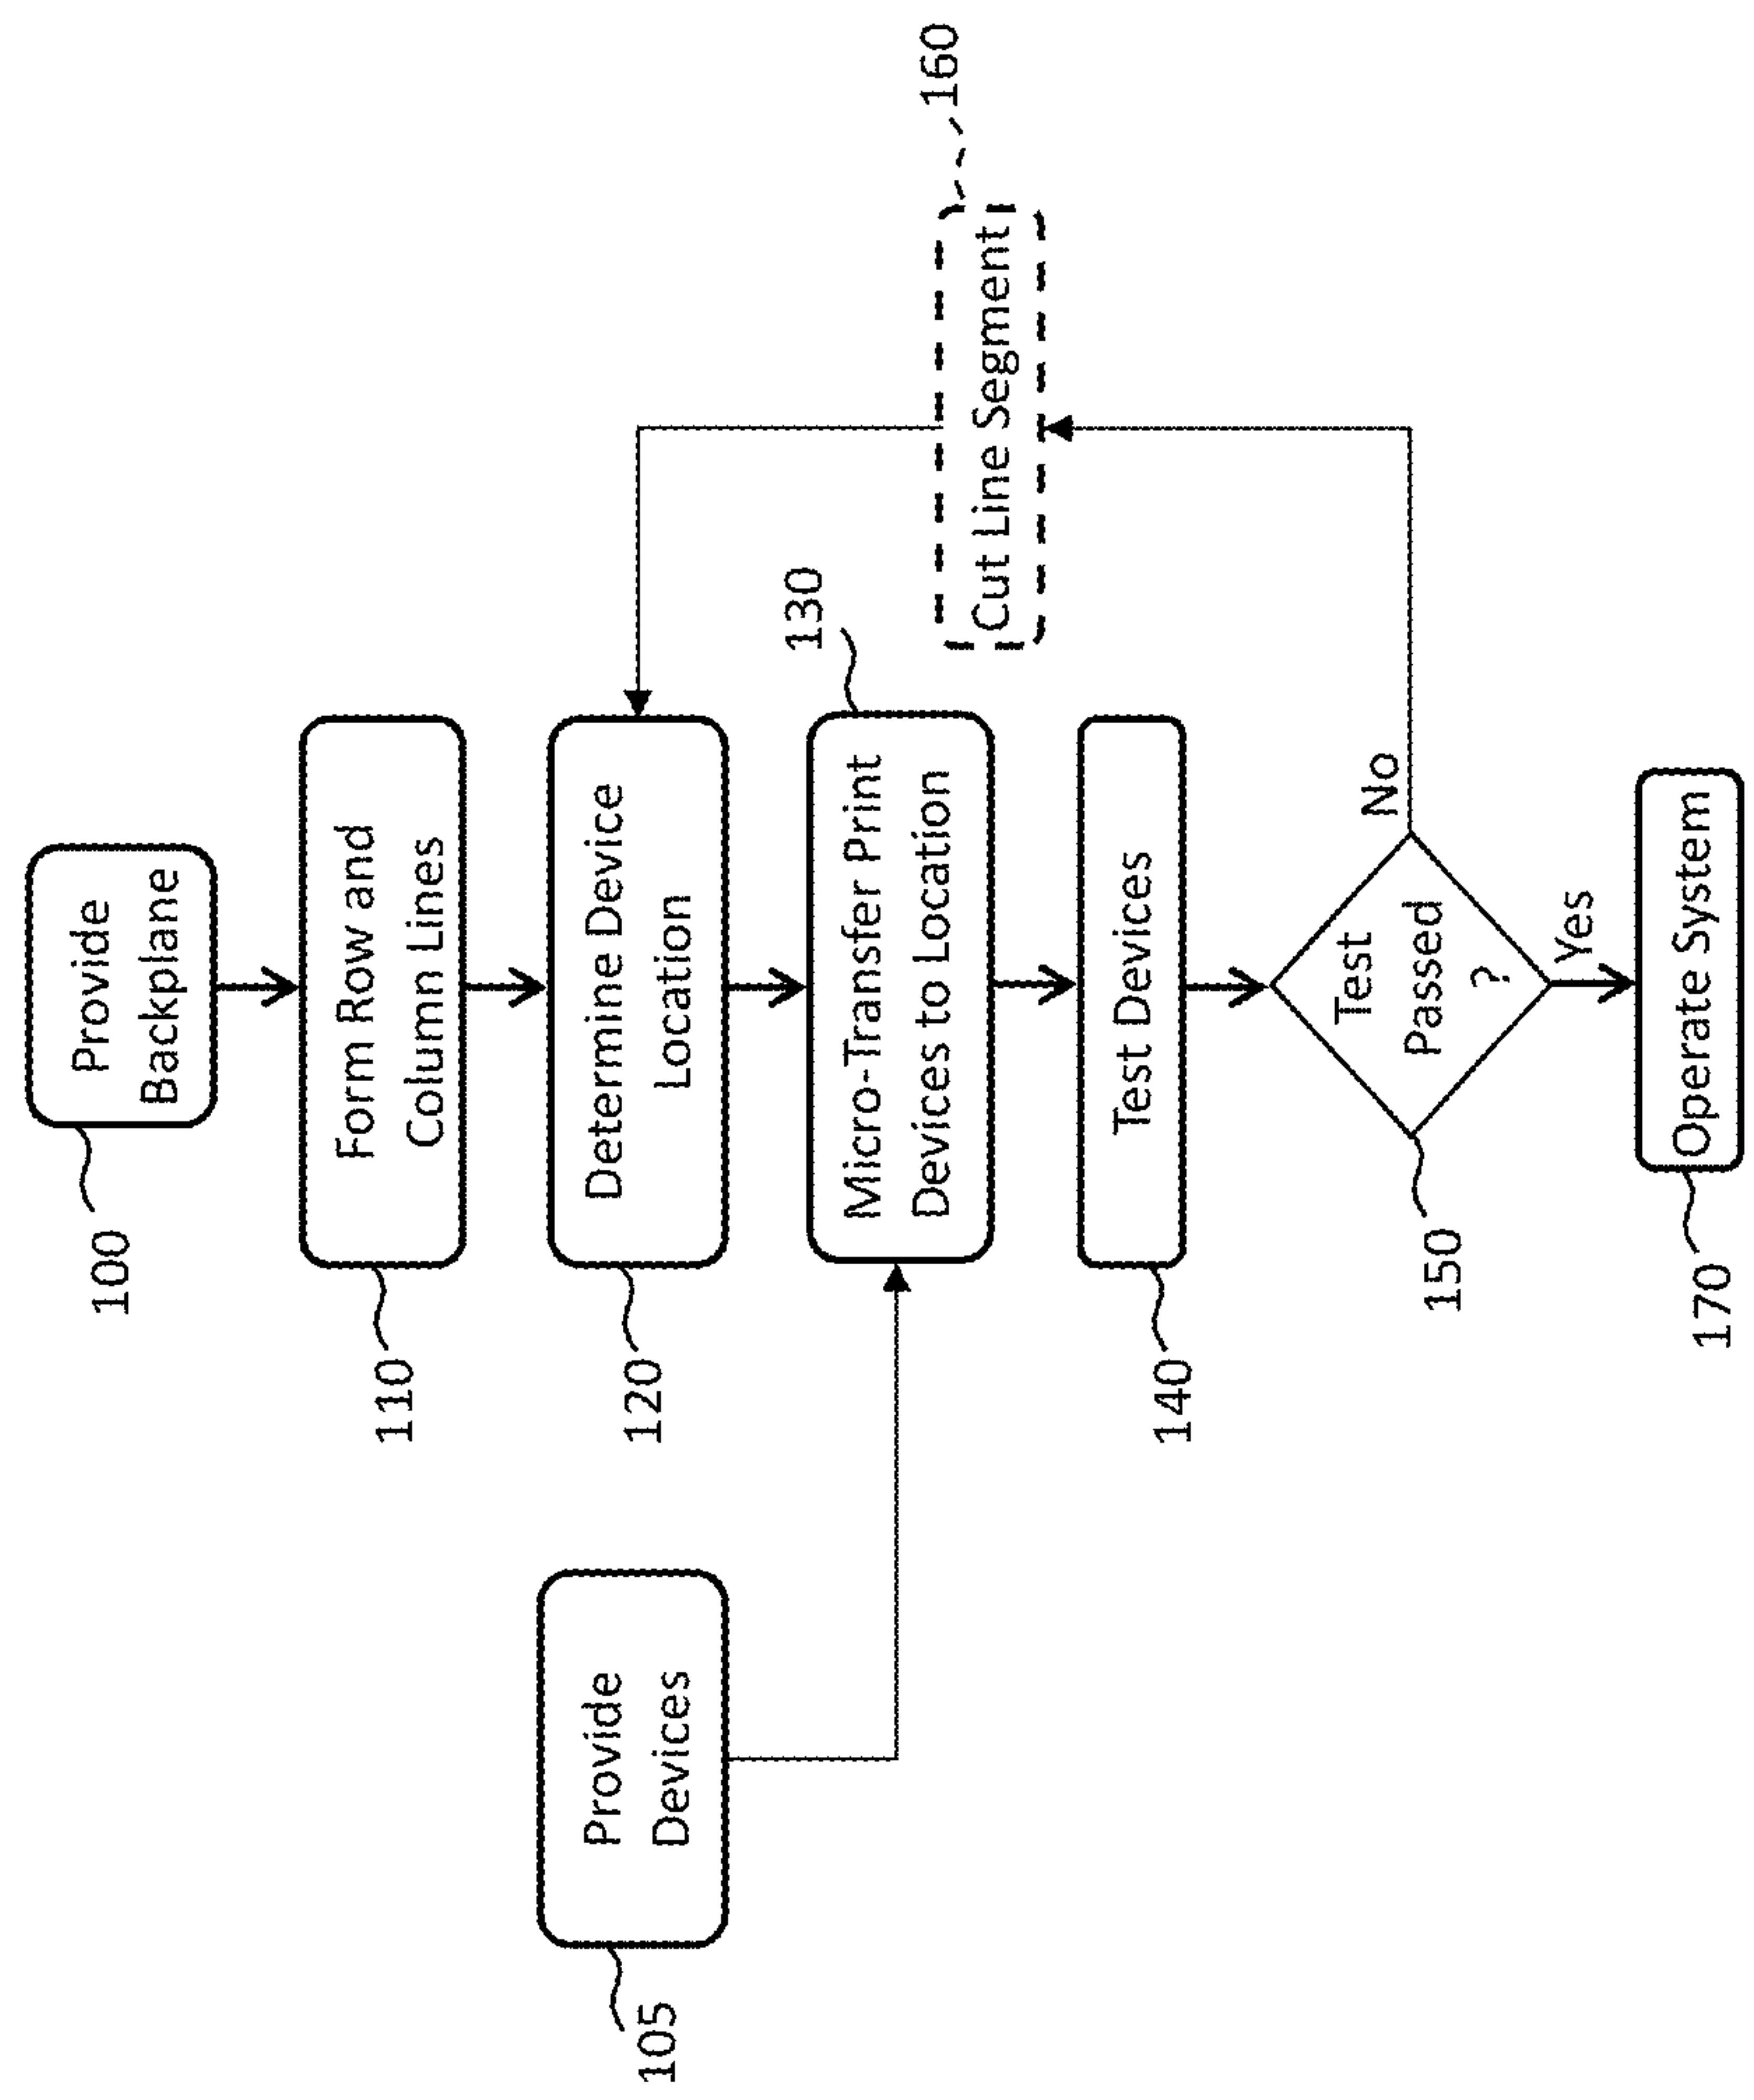 100
Provide
Backplane
110
Form Row and
Column Lines
105
Provide
Devices
120
Determine Device
Location
130
Micro-Transfer Print
Devices to Location
160
Cut Line Segment
140
Test Devices
150
Test
Passed
?
No
Yes
170
Operate System